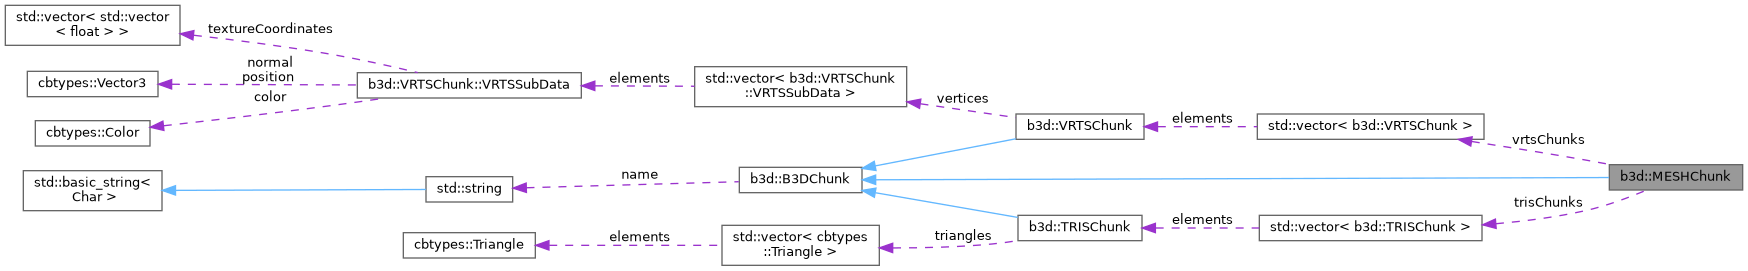 std::vector< std::vector
< float > >
textureCoordinates
cbtypes::Vector3
normal
position
b3d::VRTSChunk::VRTSSubData
elements
std::vector< b3d::VRTSChunk
::VRTSSubData >
color
vertices
cbtypes::Color
b3d::VRTSChunk
elements
std::vector< b3d::VRTSChunk >
vrtsChunks
std::basic_string<
Char >
std::string
name
b3d::B3DChunk
b3d::MESHChunk
trisChunks
cbtypes::Triangle
elements
std::vector< cbtypes
::Triangle >
triangles
b3d::TRISChunk
elements
std::vector< b3d::TRISChunk >